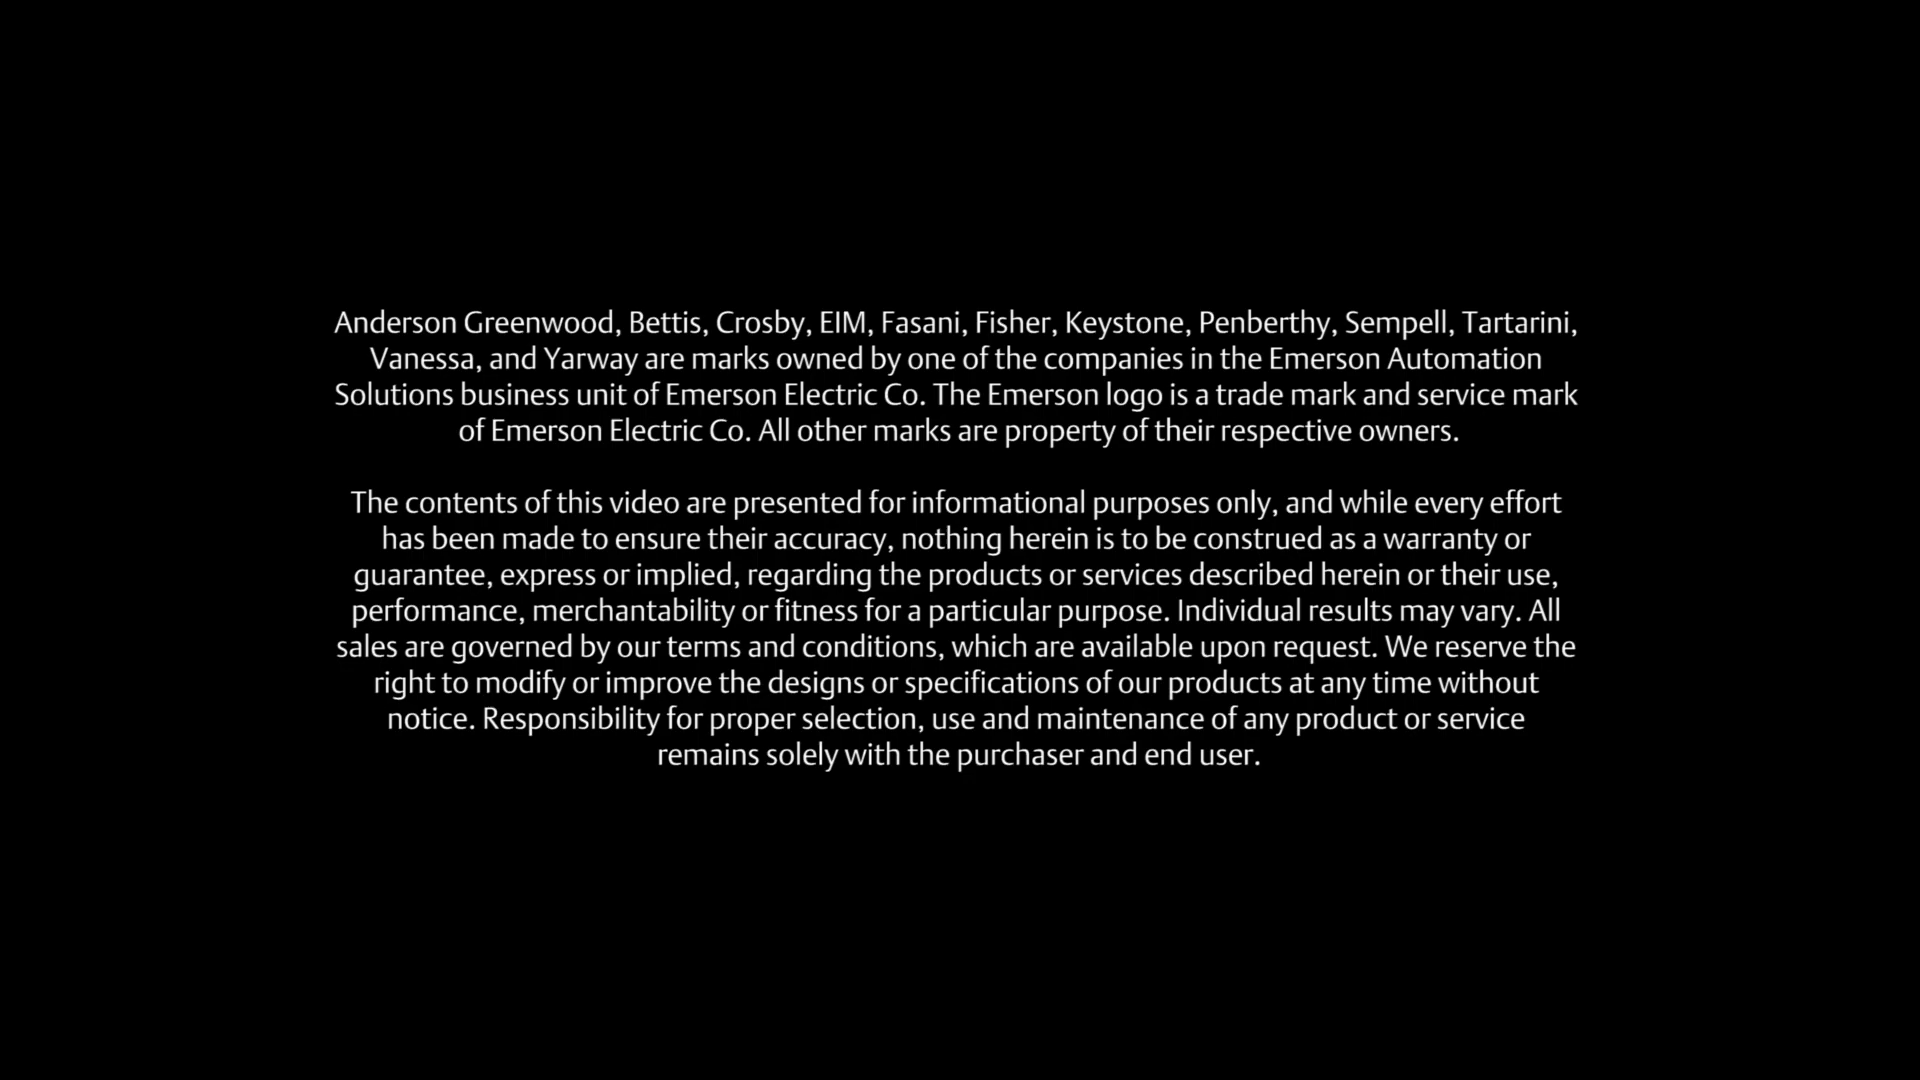 Anderson Greenwood, Bettis, Crosby, EIM, Fasani, Fisher, Keystone, Penberthy, Sempell, Tartarini,
Vanessa, and Yarway are marks owned by one of the companies in the Emerson Automation
Solutions business unit of Emerson Electric Co. The Emerson logo is a trade mark and service mark
of Emerson Electric Co. All other marks are property of their respective owners.
The contents of this video are presented for informational purposes only, and while every effort
has been made to ensure their accuracy, nothing herein is to be construed as a warranty or
guarantee, express or implied, regarding the products or services described herein or their use,
performance, merchantability or fitness for a particular purpose. Individual results may vary. All
sales are governed by our terms and conditions, which are available upon request. We reserve the
right to modify or improve the designs or specifications of our products at any time without
notice. Responsibility for proper selection, use and maintenance of any product or service
remains solely with the purchaser and end user.